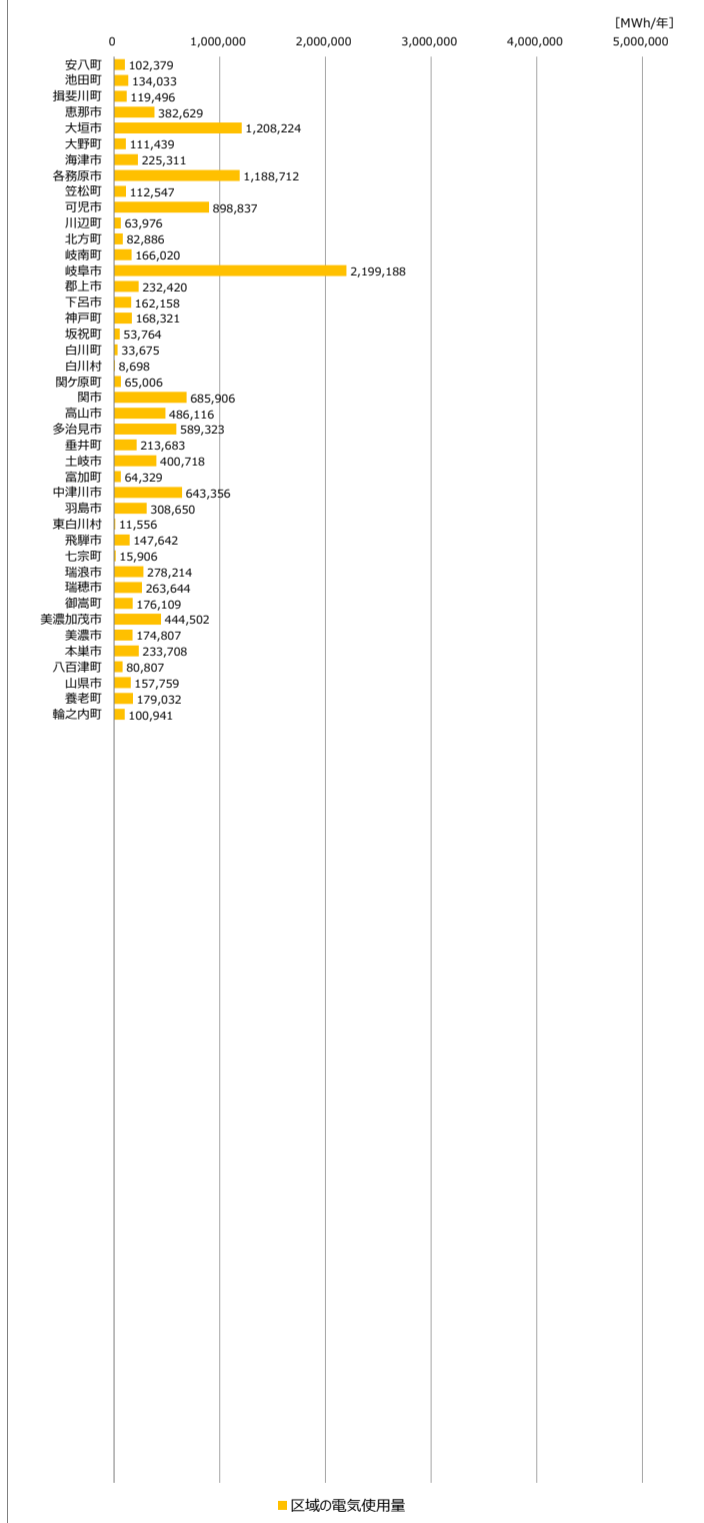 [MWh/年]
0 1,000,000 2,000,000 3,000,000 4,000,000 5,000,000
安八町 102,379
池田町 134,033
揖斐川町 119,496
恵那市 382,629
大垣市 1,208,224
大野町 111,439
海津市 225,311
各務原市 1,188,712
笠松町 112,547
可児市 898,837
川辺町 63,976
北方町 82,886
岐南町 166,020
岐阜市 2,199,188
郡上市 232,420
下呂市 162,158
神戸町 168,321
坂祝町 53,764
白川町 33,675
白川村 8,698
関ケ原町 65,006
関市 685,906
高山市 486,116
多治見市 589,323
垂井町 213,683
土岐市 400,718
富加町 64,329
中津川市 643,356
羽島市 308,650
東白川村 11,556
飛騨市 147,642
七宗町 15,906
瑞浪市 278,214
瑞穂市 263,644
御嵩町 176,109
美濃加茂市 444,502
美濃市 174,807
本巣市 233,708
八百津町 80,807
山県市 157,759
養老町 179,032
輪之内町 100,941
区域の電気使用量